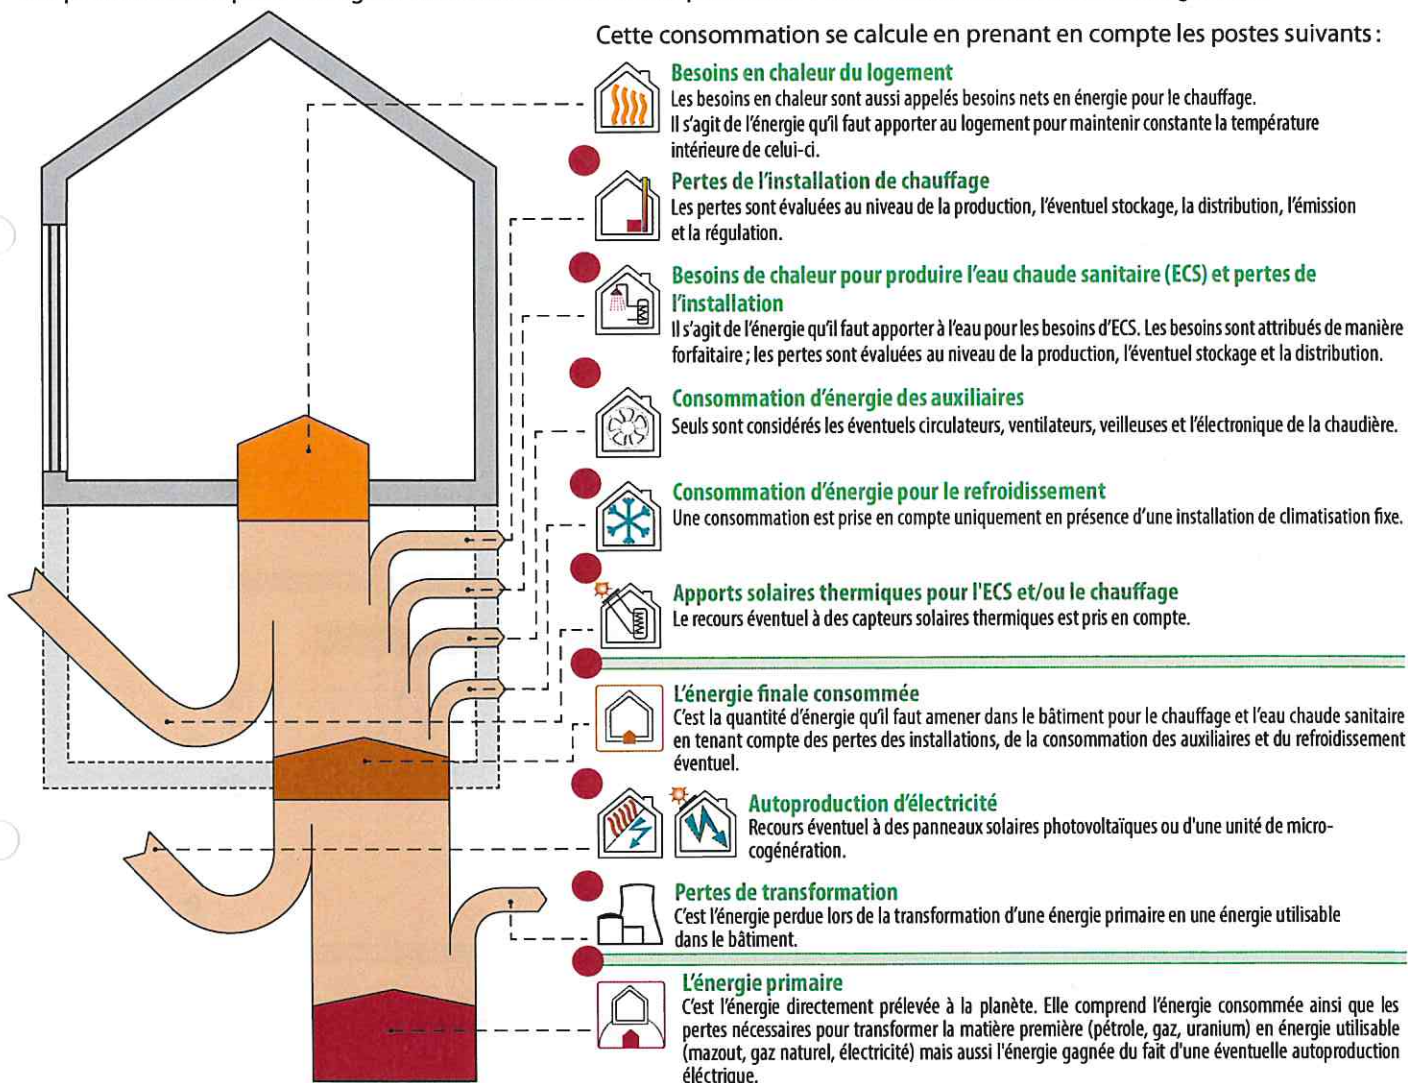 Cette consommation se calcule en prenant en compte les postes suivants :
Besoins en chaleur du logement
Les besoins en chaleur sont aussi appelés besoins nets en énergie pour le chauffage.
Il s'agit de l'énergie qu'il faut apporter au logement pour maintenir constante la température
intérieure de celui-ci.
Pertes de l'installation de chauffage
Les pertes sont évaluées au niveau de la production, l'éventuel stockage, la distribution, l'émission
et la régulation.
Besoins de chaleur pour produire l'eau chaude sanitaire (ECS) et pertes de
l'installation
Il s'agit de l'énergie qu'il faut apporter à l'eau pour les besoins d'ECS. Les besoins sont attribués de manière
forfaitaire ; les pertes sont évaluées au niveau de la production, l'éventuel stockage et la distribution.
Consommation d'énergie des auxiliaires
Seuls sont considérés les éventuels circulateurs, ventilateurs, veilleuses et l'électronique de la chaudière.
Consommation d'énergie pour le refroidissement
Une consommation est prise en compte uniquement en présence d'une installation de climatisation fixe.
Apports solaires thermiques pour l'ECS et/ou le chauffage
Le recours éventuel à des capteurs solaires thermiques est pris en compte.
L'énergie finale consommée
C'est la quantité d'énergie qu'il faut amener dans le bâtiment pour le chauffage et l'eau chaude sanitaire
en tenant compte des pertes des installations, de la consommation des auxiliaires et du refroidissement
éventuel.
Autoproduction d'électricité
Recours éventuel à des panneaux solaires photovoltaïques ou d'une unité de micro-
cogénération.
Pertes de transformation
C'est l'énergie perdue lors de la transformation d'une énergie primaire en une énergie utilisable
dans le bâtiment.
L'énergie primaire
C'est l'énergie directement prélevée à la planète. Elle comprend l'énergie consommée ainsi que les
pertes nécessaires pour transformer la matière première (pétrole, gaz, uranium) en énergie utilisable
(mazout, gaz naturel, électricité) mais aussi l'énergie gagnée du fait d'une éventuelle autoproduction
éléctrique.